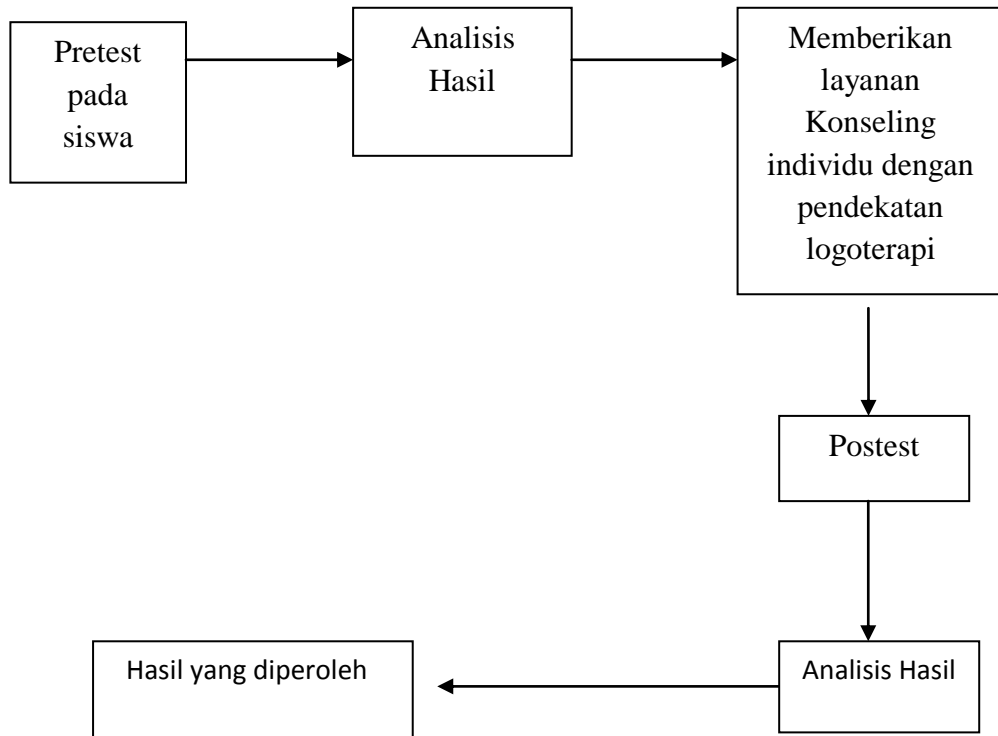 Pretest
pada
siswa
Analisis
Hasil
Memberikan
layanan
Konseling
individu dengan
pendekatan
logoterapi
Postest
Analisis Hasil
Hasil yang diperoleh